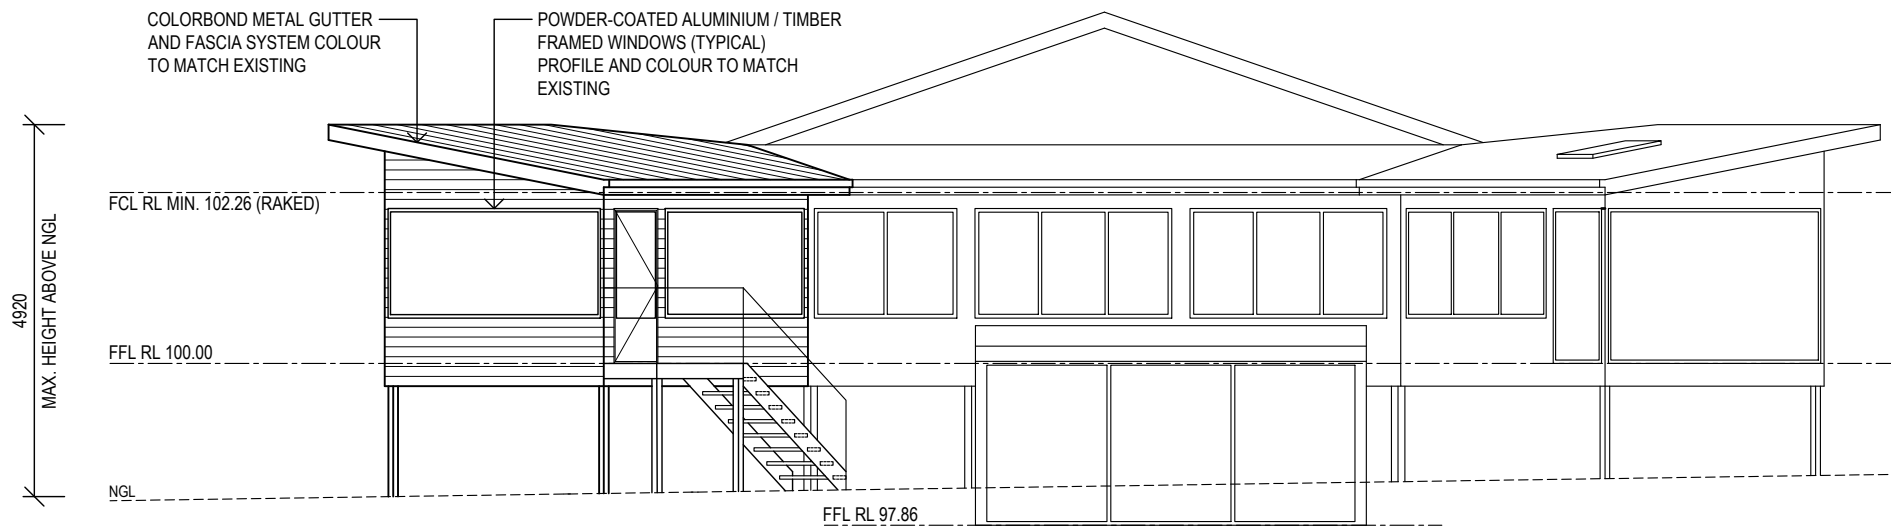 COLORBOND METAL GUTTER
AND FASCIA SYSTEM COLOUR
TO MATCH EXISTING
POWDER-COATED ALUMINIUM / TIMBER
FRAMED WINDOWS (TYPICAL)
PROFILE AND COLOUR TO MATCH
EXISTING
4920
MAX. HEIGHT ABOVE NGL
FCL RL MIN. 102.26 (RAKED)
FFL RL 100.00
NGL
FFL RL 97.86